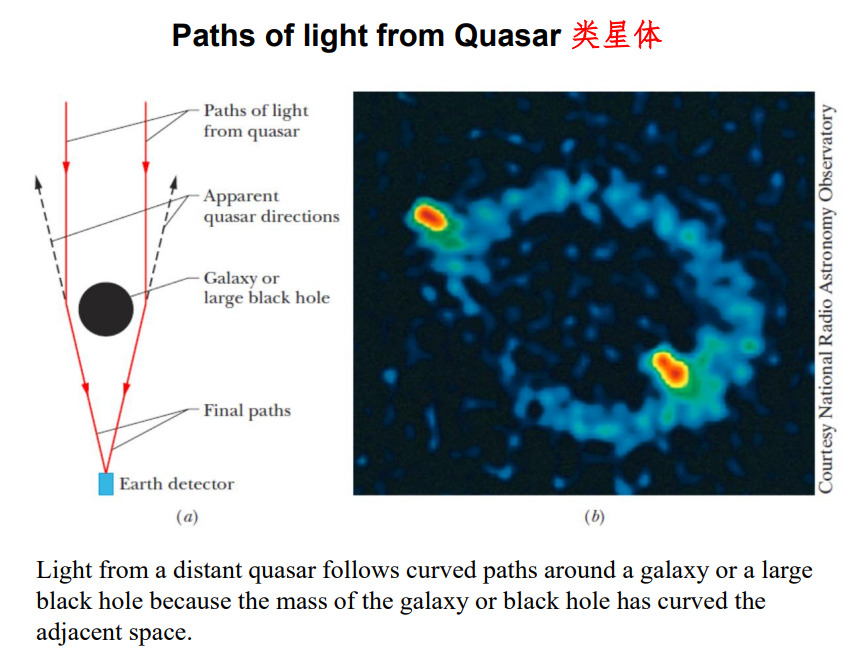 Paths of light from Quasar 类星体
Paths of light
from quasar
Apparent
quasar directions
Galaxy or
large black hole
Final paths
Earth detector
(a)
Courtesy National Radio Astronomy Observatory
(b)
Light from a distant quasar follows curved paths around a galaxy or a large
black hole because the mass of the galaxy or black hole has curved the
adjacent space.